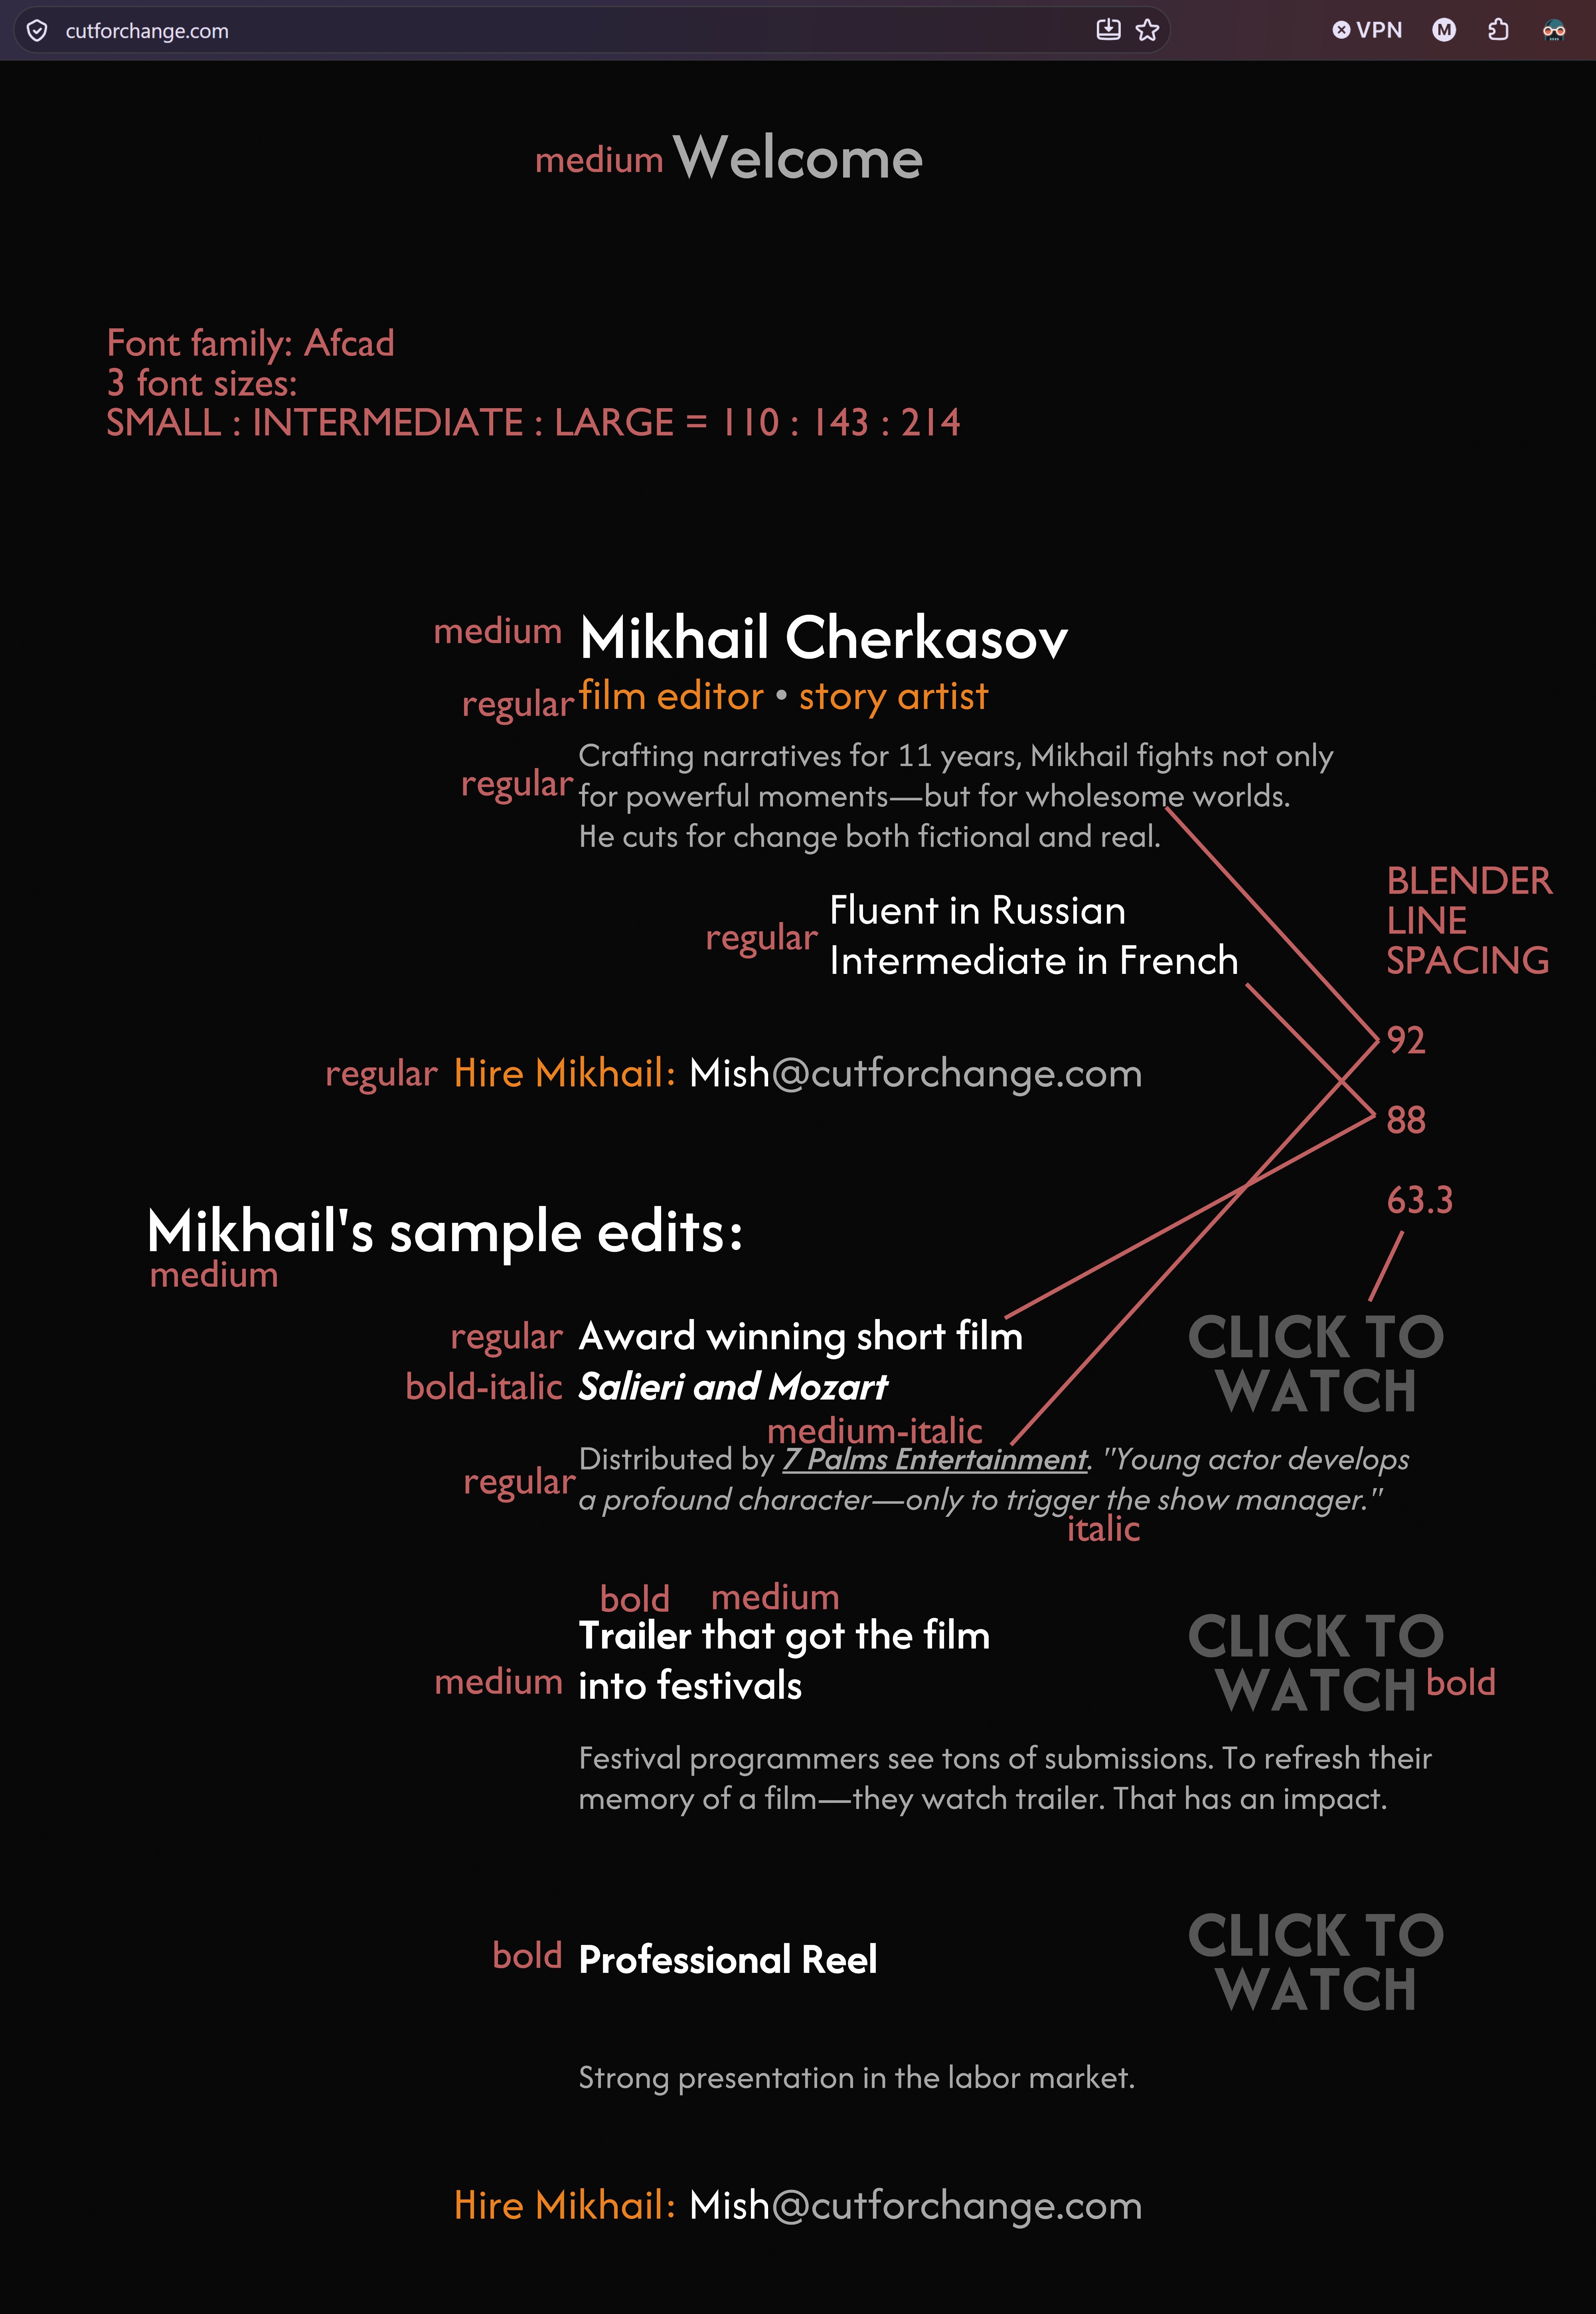 cutforchange.com
VPN
M
medium Welcome
Font family: Afcad
3 font sizes:
SMALL : INTERMEDIATE : LARGE = 110 : 143 : 214
medium Mikhail Cherkasov
regular film editor • story artist
Crafting narratives for 11 years, Mikhail fights not only
regular for powerful moments—but for wholesome worlds.
He cuts for change both fictional and real.
BLENDER
LINE
SPACING
92
88
63.3
Fluent in Russian
regular
Intermediate in French
regular Hire Mikhail: Mish@cutforchange.com
Mikhail's sample edits:
medium
regular Award winning short film
bold-italic Salieri and Mozart
CLICK TO
WATCH
medium-italic
Distributed by 7 Palms Entertainment. "Young actor develops
regular
a profound character—only to trigger the show manager."
italic
bold medium
Trailer that got the film
medium into festivals
CLICK TO
WATCH bold
Festival programmers see tons of submissions. To refresh their
memory of a film—they watch trailer. That has an impact.
bold Professional Reel
CLICK TO
WATCH
Strong presentation in the labor market.
Hire Mikhail: Mish@cutforchange.com